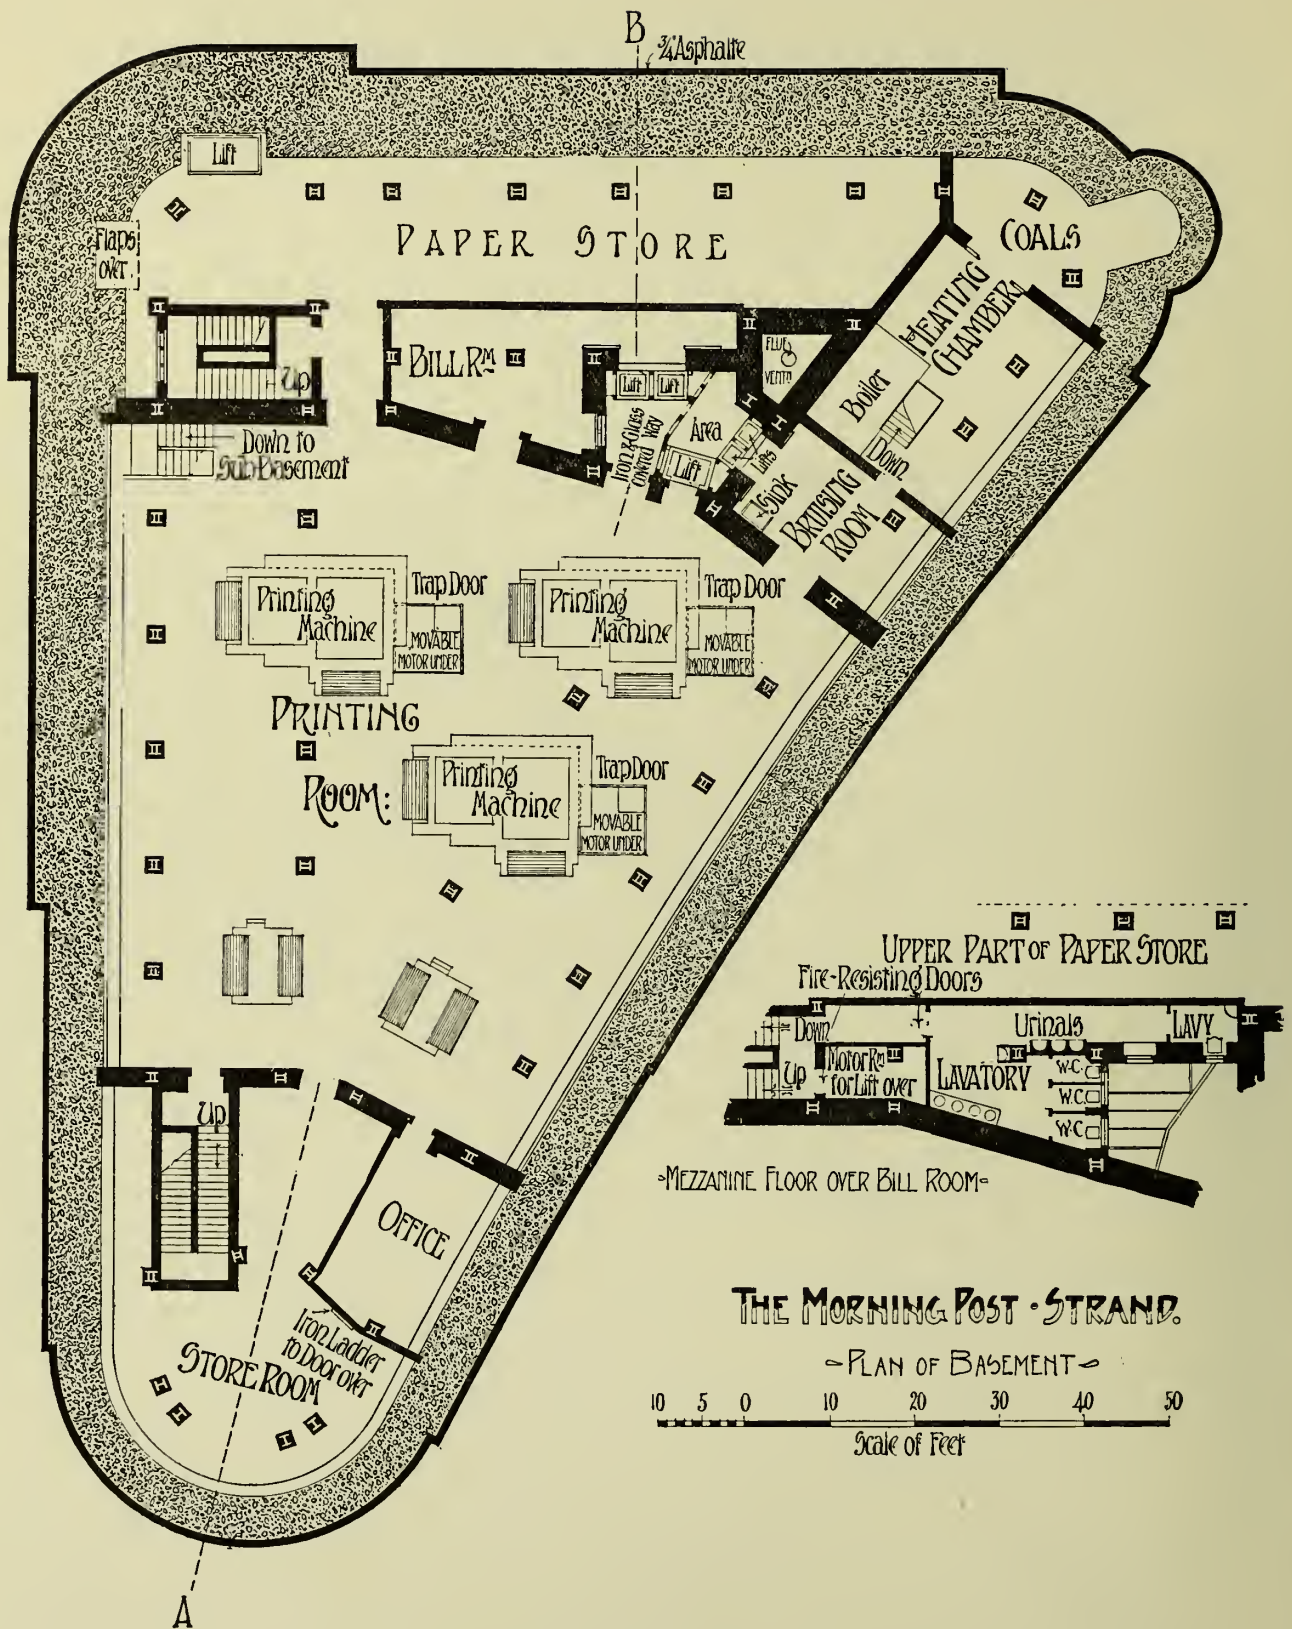 B
¾ Asphalte
Lift
Flaps
over
PAPER STORE
COALS
HEATING
CHAMBER
Boiler
Down
BILL RM
FLUE
VENTN
Up
Lift
Lift
Iron & Glass
Covered Way
Area
Lift
Lifts
Sink
BRUISING
ROOM
Down to
Sub-Basement
Printing
Machine
Trap Door
MOVABLE
MOTOR UNDER
Printing
Machine
Trap Door
MOVABLE
MOTOR UNDER
PRINTING
ROOM:
Printing
Machine
Trap Door
MOVABLE
MOTOR UNDER
Up
OFFICE
Iron Ladder
to Door over
STORE ROOM
A
UPPER PART OF PAPER STORE
Fire-Resisting Doors
Down
Up
Motor RM
for Lift over
LAVATORY
Urinals
LAVY
W.C.
W.C.
W.C.
MEZZANINE FLOOR OVER BILL ROOM
THE MORNING POST · STRAND.
PLAN OF BASEMENT
10 5 0 10 20 30 40 50
Scale of Feet